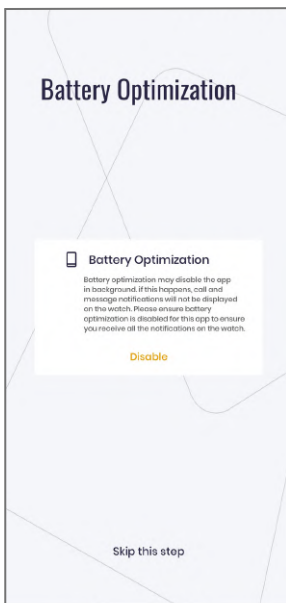 Battery Optimization
Battery Optimization
Battery optimization may disable the app
in background. if this happens, call and
message notifications will not be displayed
on the watch. Please ensure battery
optimization is disabled for this app to ensure
you receive all the notifications on the watch.
Disable
Skip this step